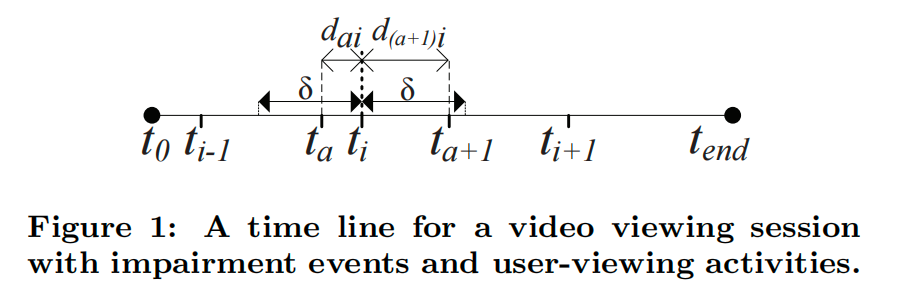 d_{ai} d_{(a+1)i}
δ δ
t_0 t_{i-1} t_a t_i t_{a+1} t_{i+1} t_{end}
Figure 1: A time line for a video viewing session
with impairment events and user-viewing activities.